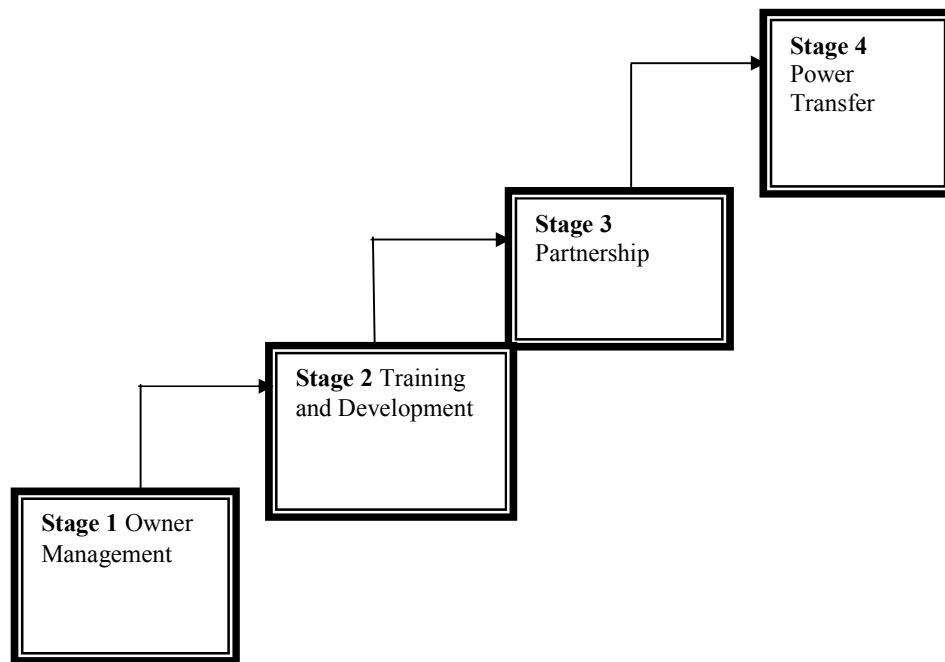 Stage 4
Power
Transfer
Stage 3
Partnership
Stage 2 Training
and Development
Stage 1 Owner
Management